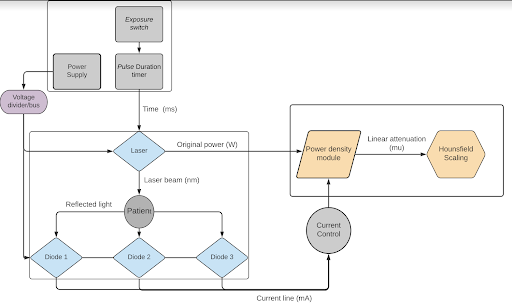 Exposure
switch
Power
Supply
Pulse Duration
timer
Voltage
divider/bus
Time (ms)
Laser
Original power (W)
Power density
module
Linear attenuation
(mu)
Hounsfield
Scaling
Laser beam (nm)
Reflected light
Patient
Current
Control
Diode 1
Diode 2
Diode 3
Current line (mA)